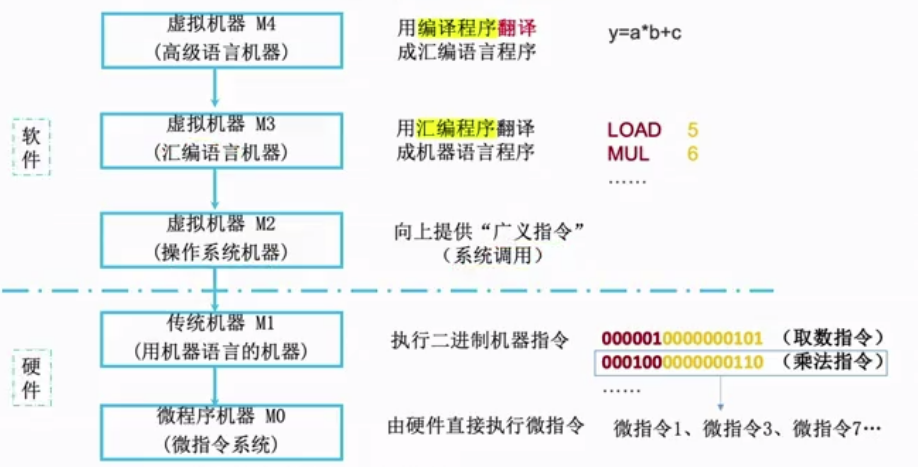 虚拟机器 M4
(高级语言机器)
用编译程序翻译
成汇编语言程序
y=a*b+c
软件
虚拟机器 M3
(汇编语言机器)
用汇编程序翻译
成机器语言程序
LOAD 5
MUL 6
……
虚拟机器 M2
(操作系统机器)
向上提供“广义指令”
（系统调用）
硬件
传统机器 M1
(用机器语言的机器)
执行二进制机器指令
0000010000000101 (取数指令)
0001000000000110 (乘法指令)
……
微程序机器 M0
(微指令系统)
由硬件直接执行微指令
微指令1、微指令3、微指令7…